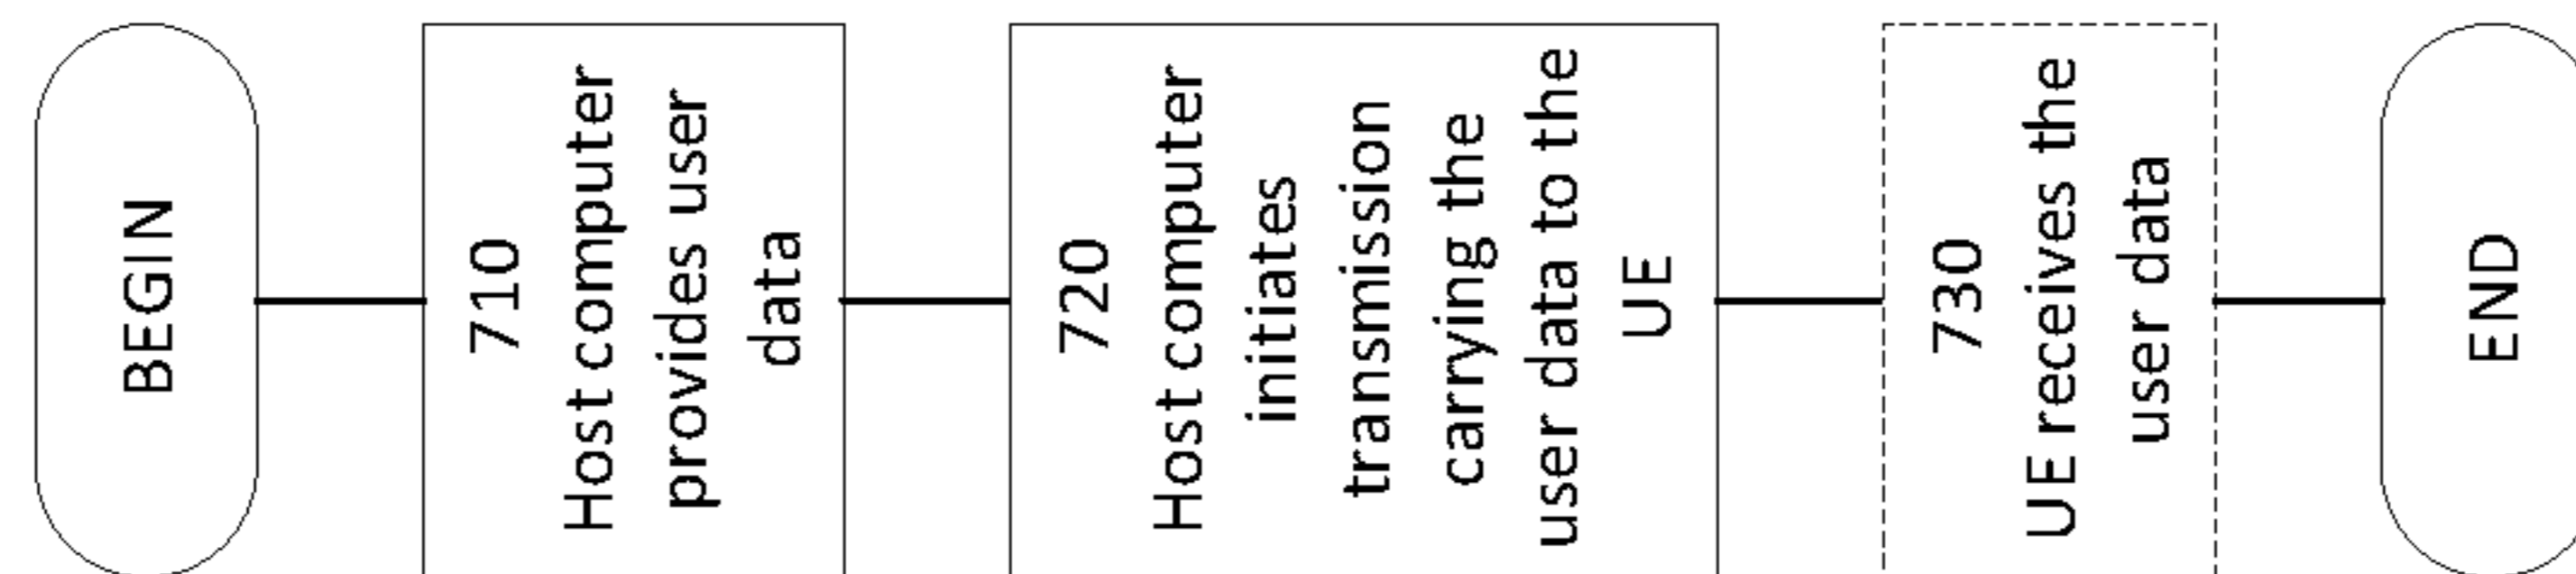 BEGIN
710
Host computer
provides user
data
720
Host computer
initiates
transmission
carrying the
user data to the
UE
730
UE receives the
user data
END